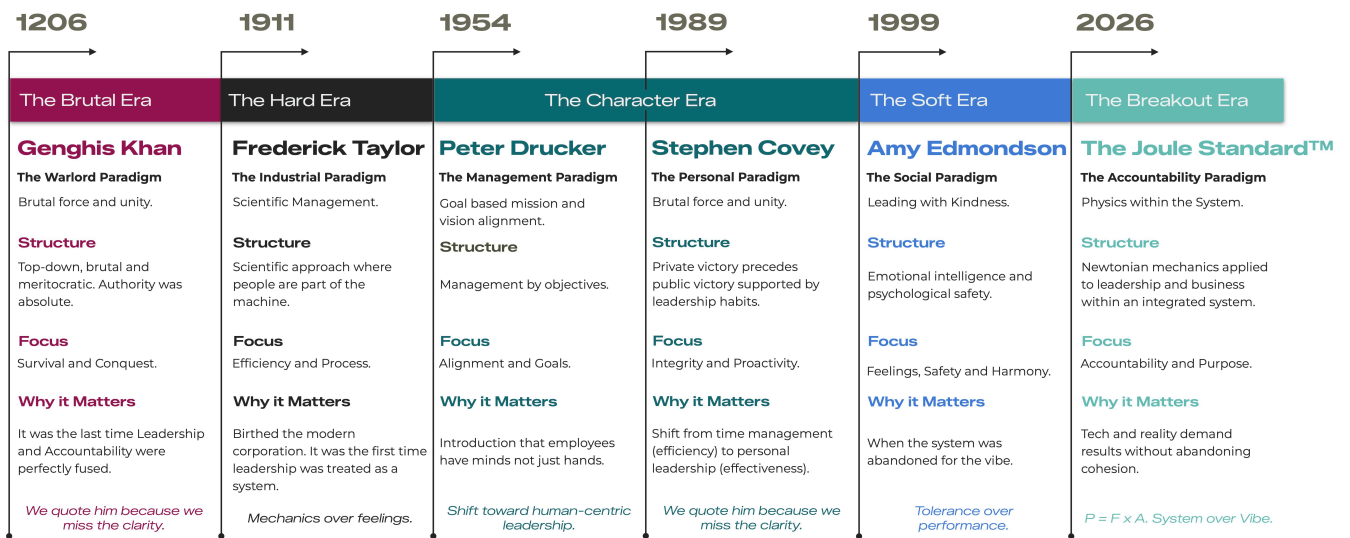 1206
1911
1954
1989
1999
2026
The Brutal Era
The Hard Era
The Character Era
The Soft Era
The Breakout Era
Genghis Khan
The Warlord Paradigm
Brutal force and unity.
Structure
Top-down, brutal and
meritocratic. Authority was
absolute.
Focus
Survival and Conquest.
Why it Matters
It was the last time Leadership
and Accountability were
perfectly fused.
We quote him because we
miss the clarity.
Frederick Taylor
The Industrial Paradigm
Scientific Management.
Structure
Scientific approach where
people are part of the
machine.
Focus
Efficiency and Process.
Why it Matters
Birthed the modern
corporation. It was the first time
leadership was treated as a
system.
Mechanics over feelings.
Peter Drucker
The Management Paradigm
Goal based mission and
vision alignment.
Structure
Management by objectives.
Focus
Alignment and Goals.
Why it Matters
Introduction that employees
have minds not just hands.
Shift toward human-centric
leadership.
Stephen Covey
The Personal Paradigm
Brutal force and unity.
Structure
Private victory precedes
public victory supported by
leadership habits.
Focus
Integrity and Proactivity.
Why it Matters
Shift from time management
(efficiency) to personal
leadership (effectiveness).
We quote him because we
miss the clarity.
Amy Edmondson
The Social Paradigm
Leading with Kindness.
Structure
Emotional intelligence and
psychological safety.
Focus
Feelings, Safety and Harmony.
Why it Matters
When the system was
abandoned for the vibe.
Tolerance over
performance.
The Joule Standard™
The Accountability Paradigm
Physics within the System.
Structure
Newtonian mechanics applied
to leadership and business
within an integrated system.
Focus
Accountability and Purpose.
Why it Matters
Tech and reality demand
results without abandoning
cohesion.
P = F x A. System over Vibe.